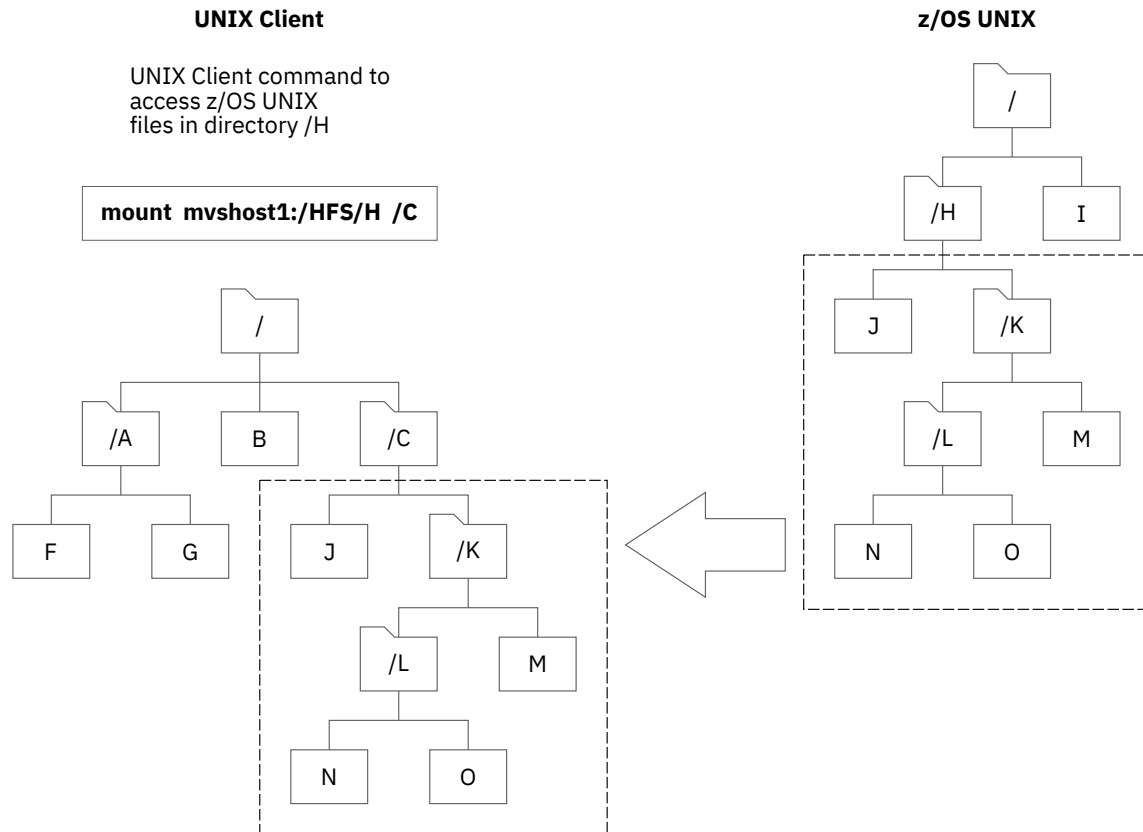 UNIX Client
UNIX Client command to
access z/OS UNIX
files in directory /H
mount mvshost1:/HFS/H /C
/
/A
B
/C
F
G
J
/K
/L
M
N
O
z/OS UNIX
/
/H
I
J
/K
/L
M
N
O